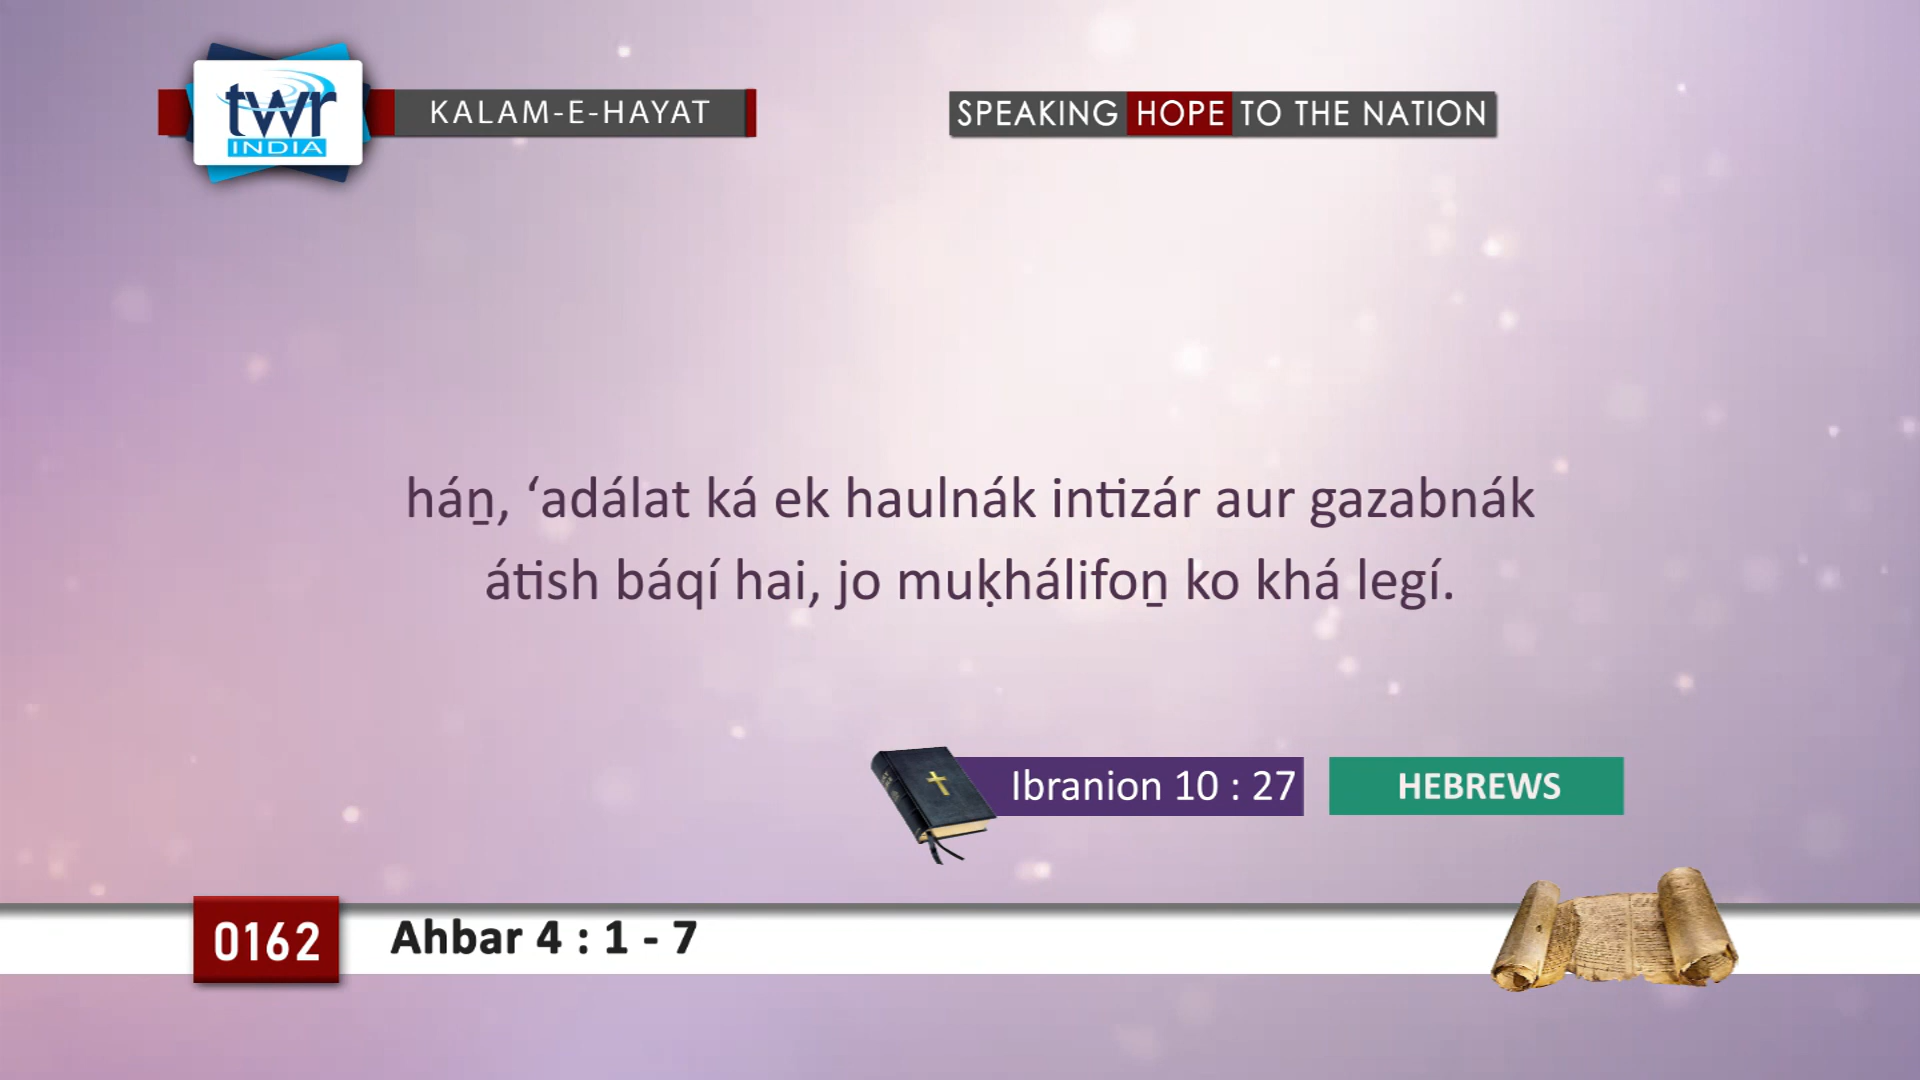 twr
INDIA
KALAM-E-HAYAT
SPEAKING HOPE TO THE NATION
háṉ, ‘adálat ká ek haulnák intizár aur gazabnák
átish báqí hai, jo muḳhálifoṉ ko khá legí.
Ibranion 10 : 27
HEBREWS
0162
Ahbar 4 : 1 - 7